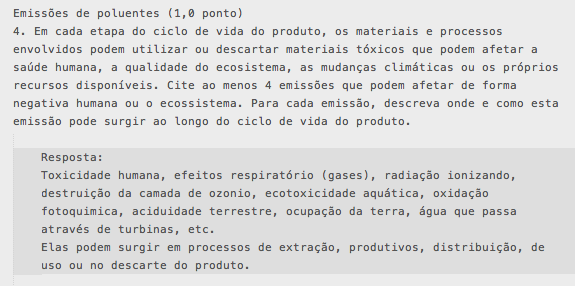 Emissões de poluentes (1,0 ponto)
4. Em cada etapa do ciclo de vida do produto, os materiais e processos
envolvidos podem utilizar ou descartar materiais tóxicos que podem afetar a
saúde humana, a qualidade do ecosistema, as mudanças climáticas ou os próprios
recursos disponíveis. Cite ao menos 4 emissões que podem afetar de forma
negativa humana ou o ecossistema. Para cada emissão, descreva onde e como esta
emissão pode surgir ao longo do ciclo de vida do produto.
Resposta:
Toxicidade humana, efeitos respiratório (gases), radiação ionizando,
destruição da camada de ozonio, ecotoxicidade aquática, oxidação
fotoquimica, aciduidade terrestre, ocupação da terra, água que passa
através de turbinas, etc.
Elas podem surgir em processos de extração, produtivos, distribuição, de
uso ou no descarte do produto.